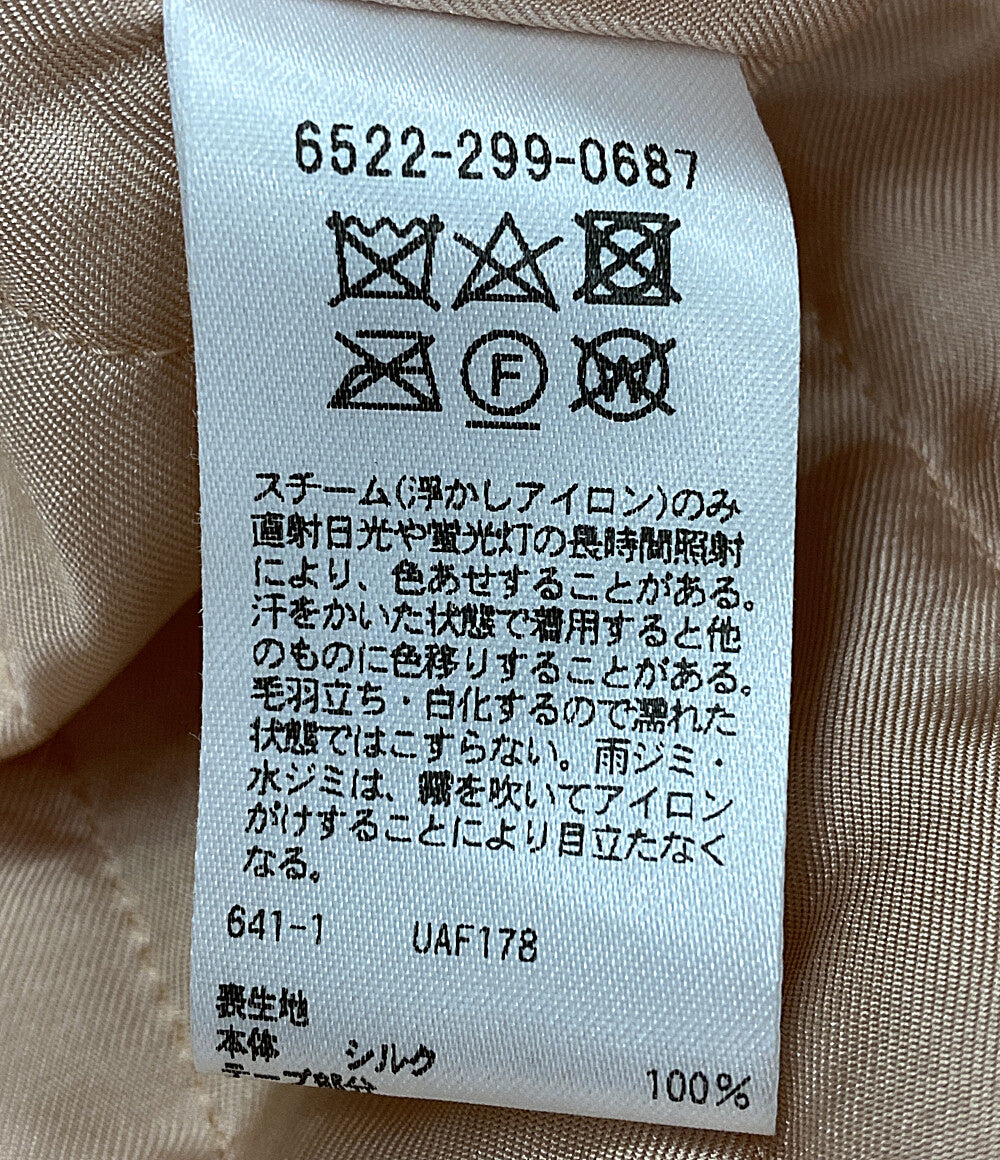 6522-299-0687
F
W
スチーム(浮かしアイロン)のみ
直射日光や蛍光灯の長時間照射
により、色あせすることがある。
汗をかいた状態で着用すると他
のものに色移りすることがある。
毛羽立ち・白化するので濡れた
状態ではこすらない。雨ジミ・
水ジミは、霧を吹いてアイロン
がけすることにより目立たなく
なる。
641-1 UAF178
表生地
本体 シルク 100%
テープ部分